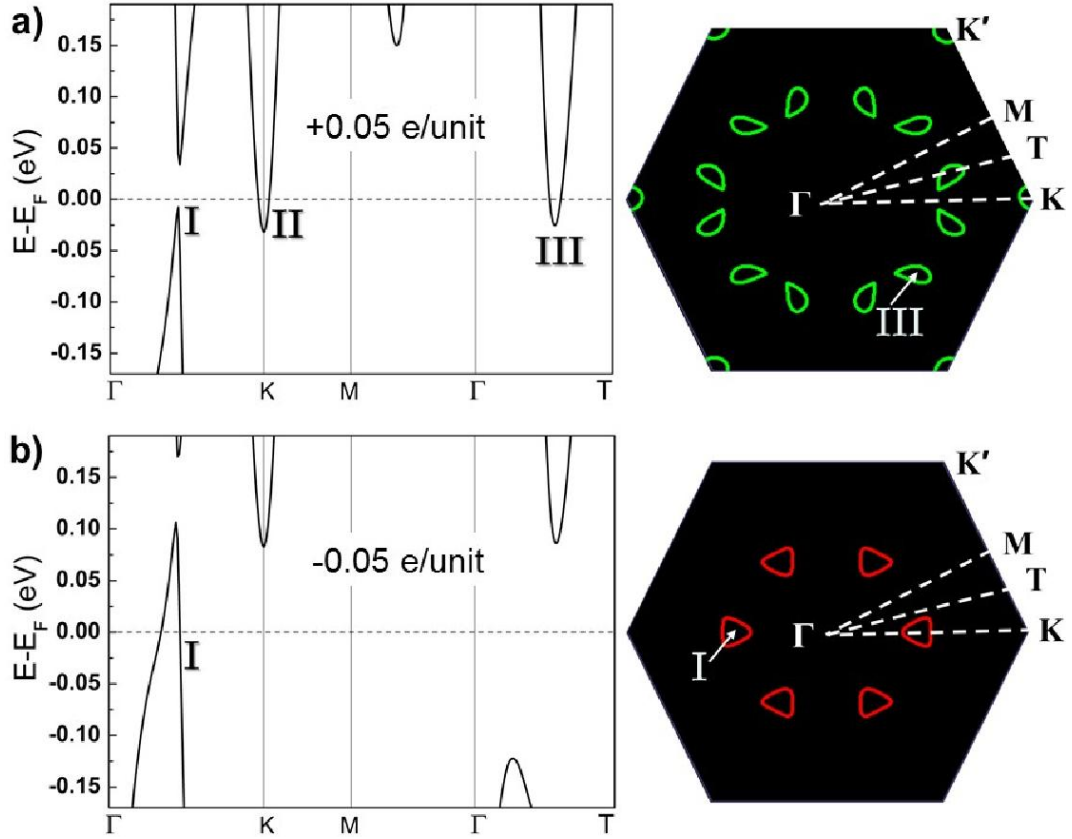 a)
E-E_F (eV)
0.15
0.10
0.05
0.00
-0.05
-0.10
-0.15
+0.05 e/unit
I
II
III
Γ K M Γ T
K′
M
T
Γ
K
III
b)
E-E_F (eV)
0.15
0.10
0.05
0.00
-0.05
-0.10
-0.15
-0.05 e/unit
I
Γ K M Γ T
K′
M
T
Γ
K
I